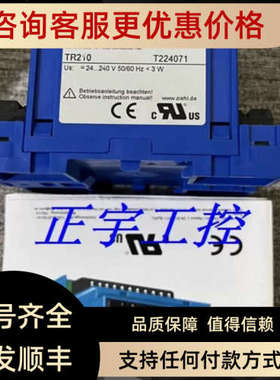 咨询客服更优惠价格
TR210 T224071
Us: = 24...240 V 50/60 Hz < 3 W
Betriebsanleitung beachten!
Observe instruction manual!
www.ziehl.de
CE
C UL US
正宇工控
CE
号齐全
品质保障 值得信赖
发顺丰
支持任何付款方式